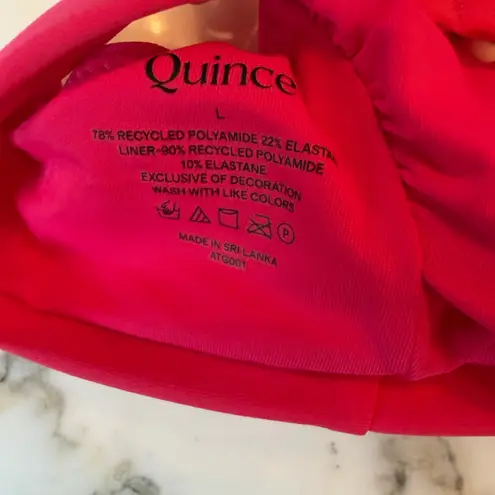 Quince
L
78% RECYCLED POLYAMIDE 22% ELASTA
LINER-90% RECYCLED POLYAMIDE
10% ELASTANE
EXCLUSIVE OF DECORATION
WASH WITH LIKE COLORS
P
MADE IN SRI LANKA
ATG001